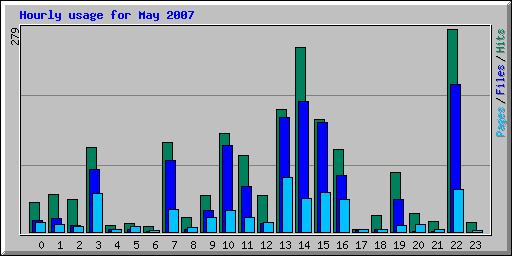 Hourly usage for May 2007
279
Pages/Files/Hits
0 1 2 3 4 5 6 7 8 9 10 11 12 13 14 15 16 17 18 19 20 21 22 23